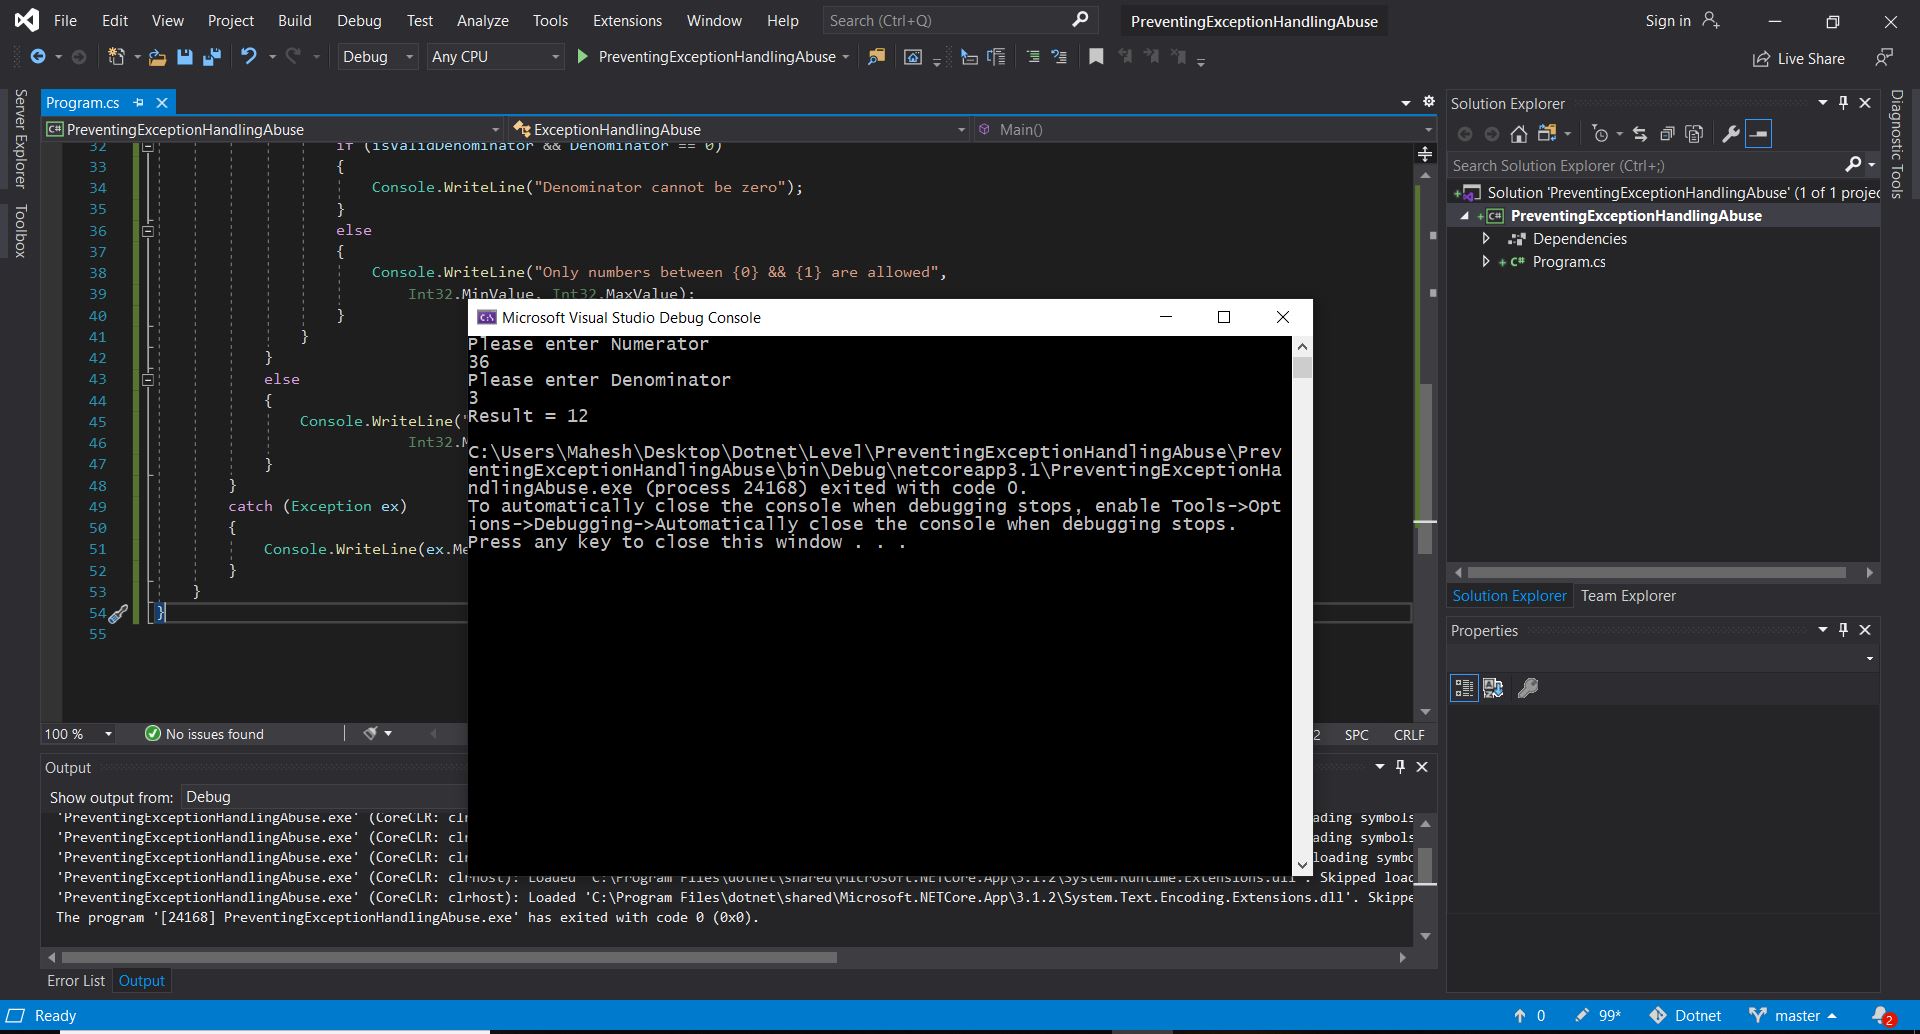 File Edit View Project Build Debug Test Analyze Tools Extensions Window Help Search (Ctrl+Q) PreventingExceptionHandlingAbuse Sign in
Debug Any CPU PreventingExceptionHandlingAbuse Live Share
Server Explorer
Toolbox
Program.cs
PreventingExceptionHandlingAbuse ExceptionHandlingAbuse Main()
32 if (isValidDenominator && Denominator == 0)
33 {
34 Console.WriteLine("Denominator cannot be zero");
35 }
36 else
37 {
38 Console.WriteLine("Only numbers between {0} && {1} are allowed",
39 Int32.MinValue, Int32.MaxValue);
40 }
41 }
42 }
43 else
44 {
45 Console.WriteLine("
46 Int32.M
47 }
48 }
49 catch (Exception ex)
50 {
51 Console.WriteLine(ex.Me
52 }
53 }
54 }
55
Microsoft Visual Studio Debug Console
Please enter Numerator
36
Please enter Denominator
3
Result = 12
C:\Users\Mahesh\Desktop\Dotnet\Level\PreventingExceptionHandlingAbuse\Prev
entingExceptionHandlingAbuse\bin\Debug\netcoreapp3.1\PreventingExceptionHa
ndlingAbuse.exe (process 24168) exited with code 0.
To automatically close the console when debugging stops, enable Tools->Opt
ions->Debugging->Automatically close the console when debugging stops.
Press any key to close this window . . .
100 % No issues found 2 SPC CRLF
Output
Show output from: Debug
'PreventingExceptionHandlingAbuse.exe' (CoreCLR: clr ading symbols
'PreventingExceptionHandlingAbuse.exe' (CoreCLR: clr ading symbols
'PreventingExceptionHandlingAbuse.exe' (CoreCLR: clr loading symbo
'PreventingExceptionHandlingAbuse.exe' (CoreCLR: clrhost): Loaded 'C:\Program Files\dotnet\shared\Microsoft.NETCore.App\3.1.2\System.Runtime.Extensions.dll'. Skipped load
'PreventingExceptionHandlingAbuse.exe' (CoreCLR: clrhost): Loaded 'C:\Program Files\dotnet\shared\Microsoft.NETCore.App\3.1.2\System.Text.Encoding.Extensions.dll'. Skippe
The program '[24168] PreventingExceptionHandlingAbuse.exe' has exited with code 0 (0x0).
Error List Output
Solution Explorer
Search Solution Explorer (Ctrl+;)
Solution 'PreventingExceptionHandlingAbuse' (1 of 1 projec
C# PreventingExceptionHandlingAbuse
Dependencies
C# Program.cs
Solution Explorer Team Explorer
Properties
Diagnostic Tools
Ready 0 99* Dotnet master 2